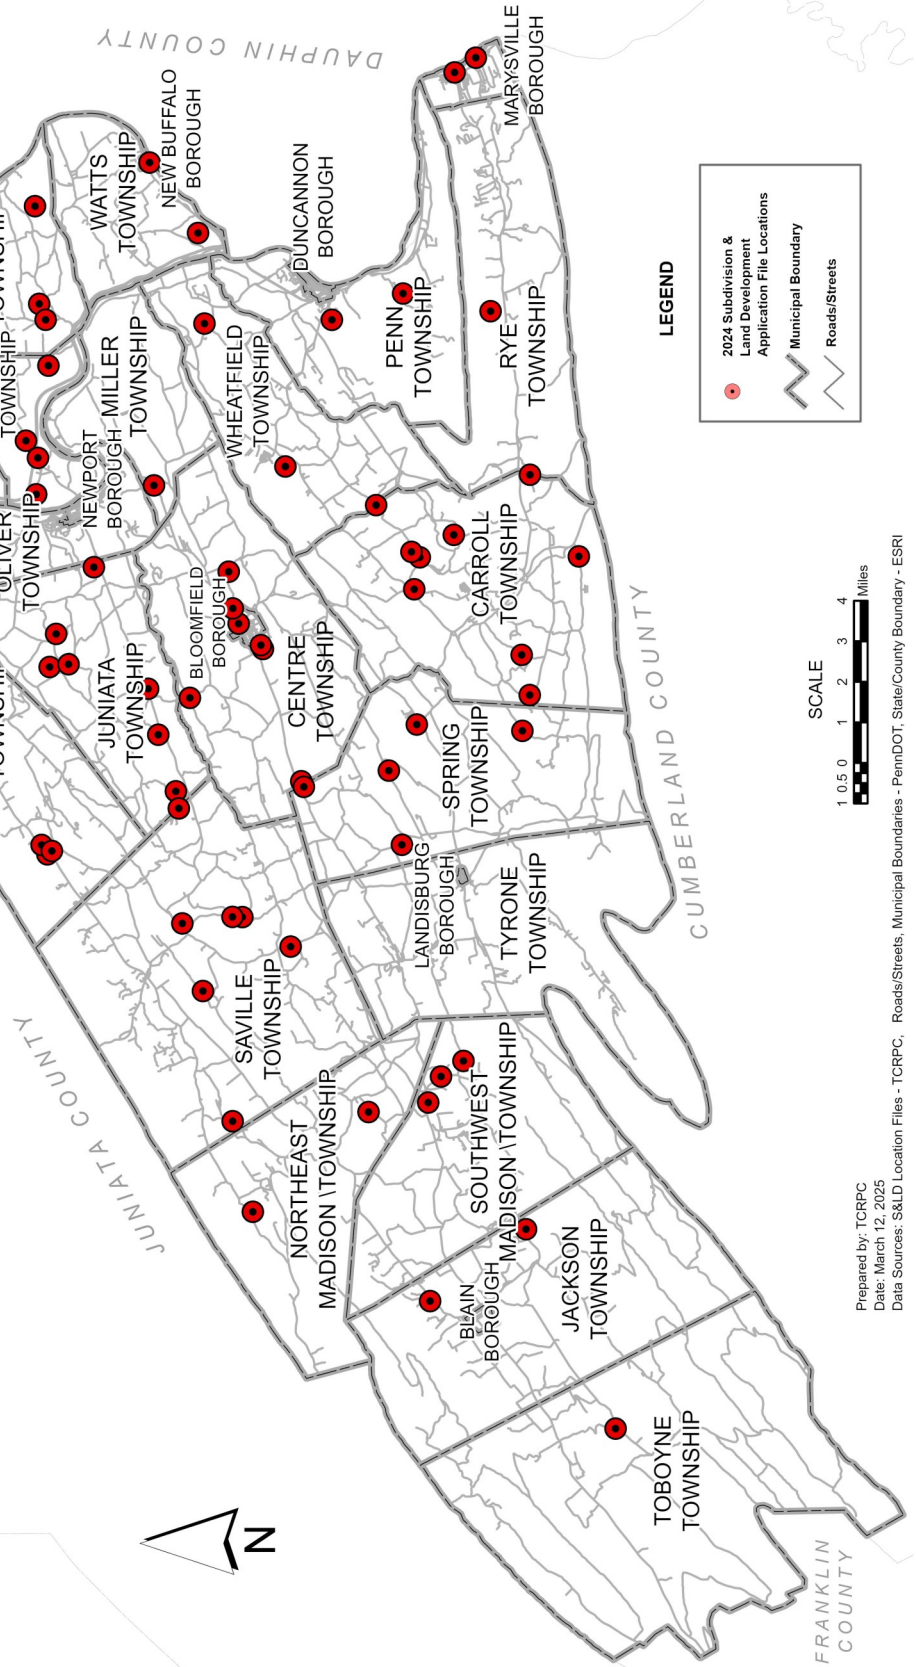 DAUPHIN COUNTY
JUNIATA COUNTY
CUMBERLAND COUNTY
FRANKLIN
COUNTY
TOWNSHIP
TOWNSHIP
OLIVER
TOWNSHIP
NEWPORT
BOROUGH
MILLER
TOWNSHIP
WATTS
TOWNSHIP
NEW BUFFALO
BOROUGH
JUNIATA
TOWNSHIP
BLOOMFIELD
BOROUGH
CENTRE
TOWNSHIP
WHEATFIELD
TOWNSHIP
DUNCANNON
BOROUGH
PENN
TOWNSHIP
RYE
TOWNSHIP
MARYSVILLE
BOROUGH
CARROLL
TOWNSHIP
SPRING
TOWNSHIP
LANDISBURG
BOROUGH
TYRONE
TOWNSHIP
SAVILLE
TOWNSHIP
NORTHEAST
MADISON \TOWNSHIP
SOUTHWEST
MADISON \TOWNSHIP
BLAIN
BOROUGH
JACKSON
TOWNSHIP
TOBOYNE
TOWNSHIP
N
LEGEND
2024 Subdivision &
Land Development
Application File Locations
Municipal Boundary
Roads/Streets
SCALE
1 0.5 0 1 2 3 4
Miles
Prepared by: TCRPC
Date: March 12, 2025
Data Sources: S&LD Location Files - TCRPC, Roads/Streets, Municipal Boundaries - PennDOT, State/County Boundary - ESRI